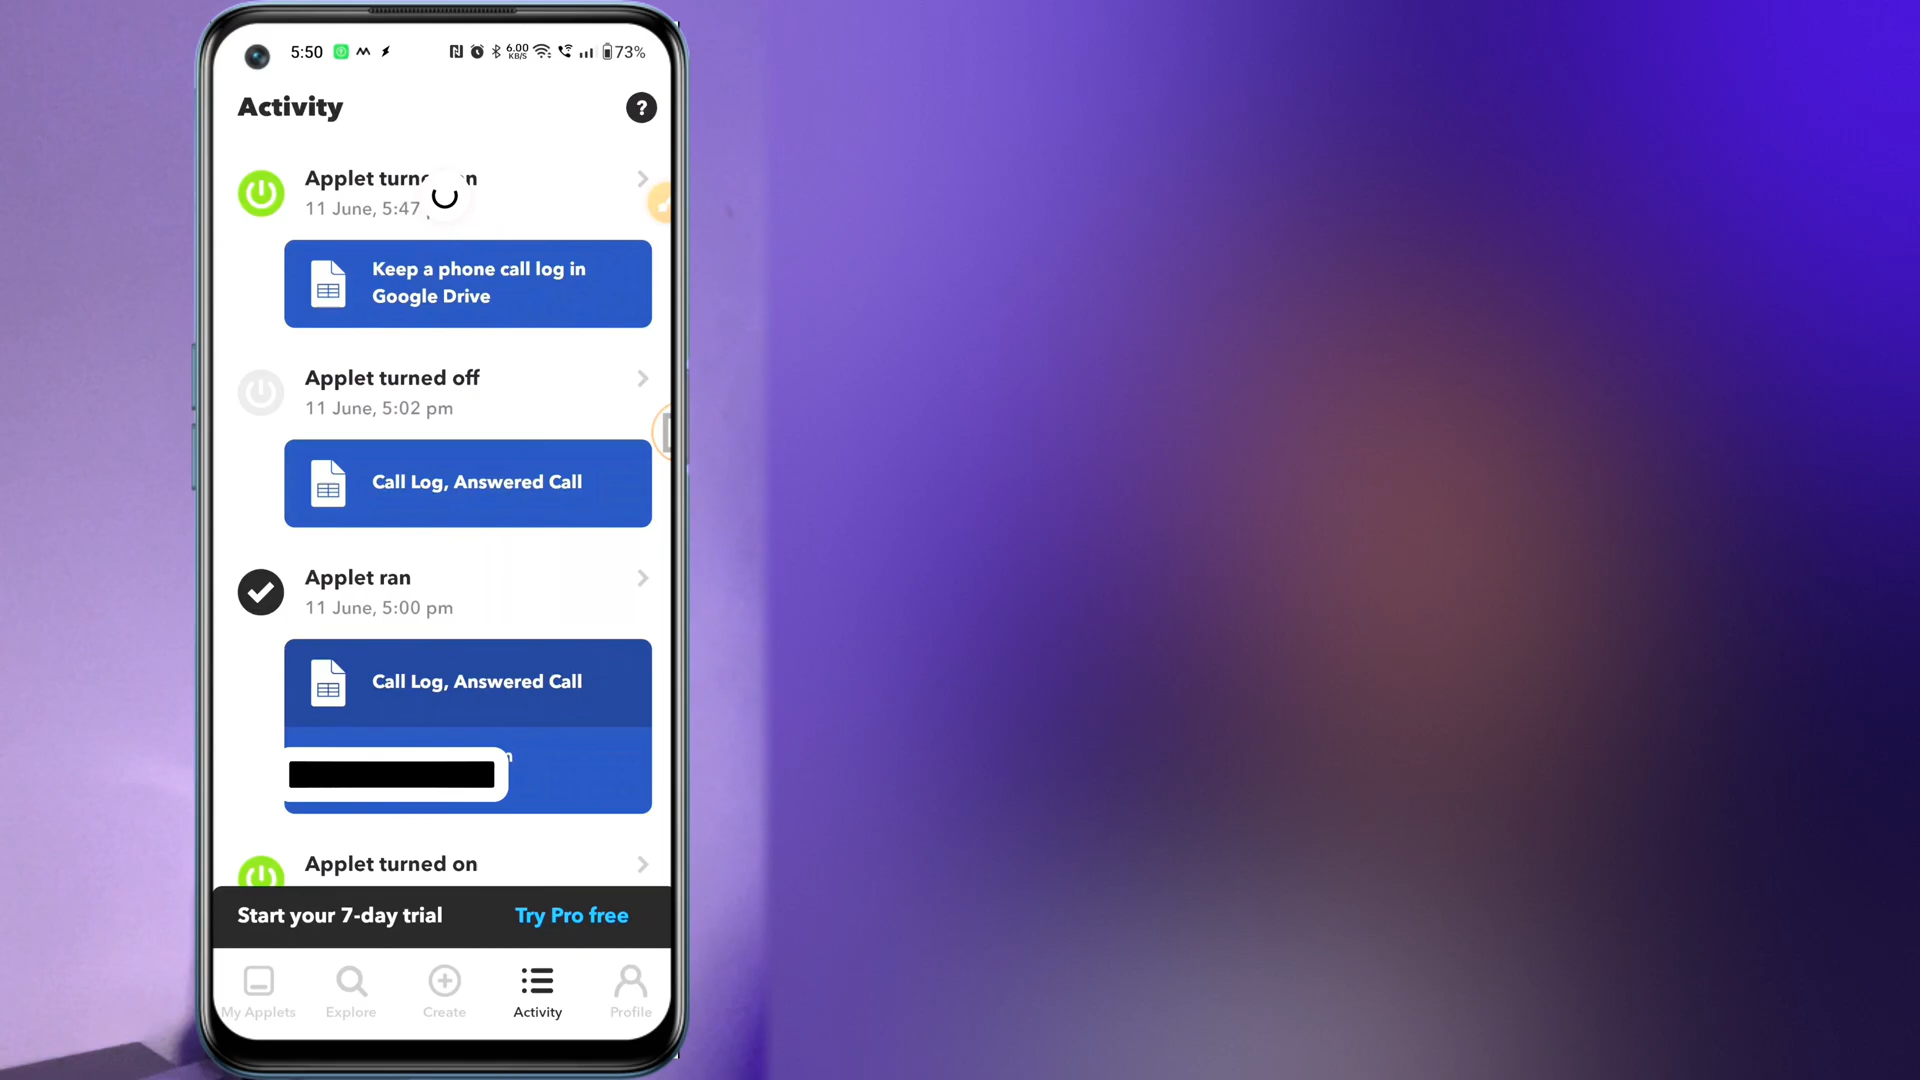 5:50 6.00 KB/S 73%
Activity ?
Applet turned on
11 June, 5:47
Keep a phone call log in
Google Drive
Applet turned off
11 June, 5:02 pm
Call Log, Answered Call
Applet ran
11 June, 5:00 pm
Call Log, Answered Call
Applet turned on
Start your 7-day trial Try Pro free
My Applets Explore Create Activity Profile